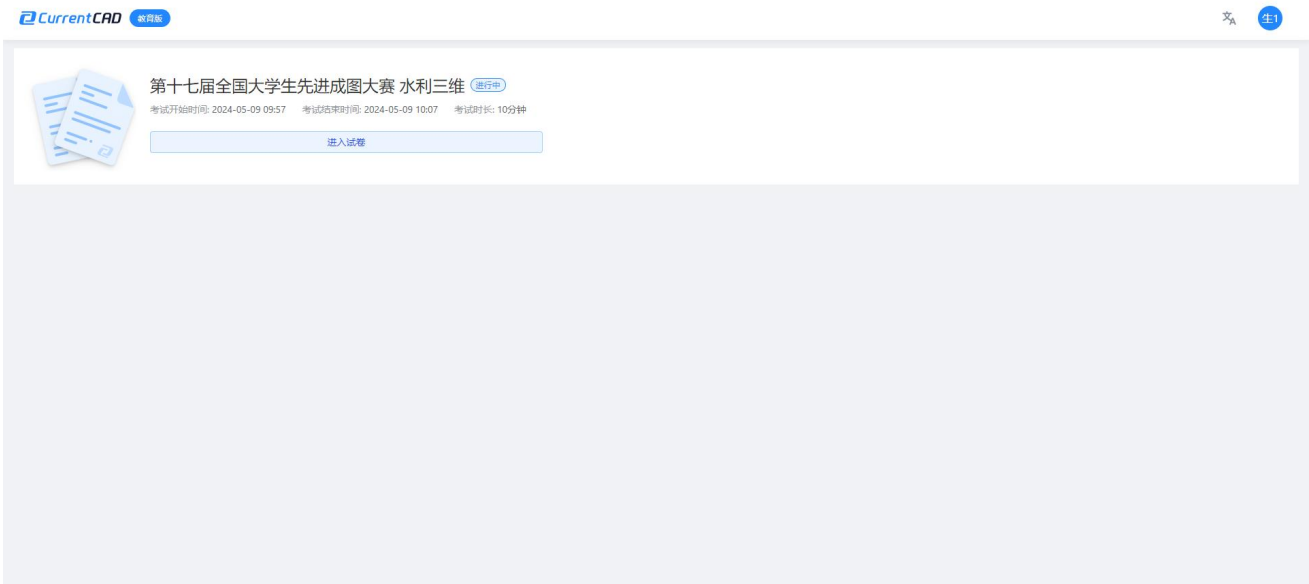 CurrentCAD 教育版
文A 生1
第十七届全国大学生先进成图大赛 水利三维 进行中
考试开始时间: 2024-05-09 09:57 考试结束时间: 2024-05-09 10:07 考试时长: 10分钟
进入试卷